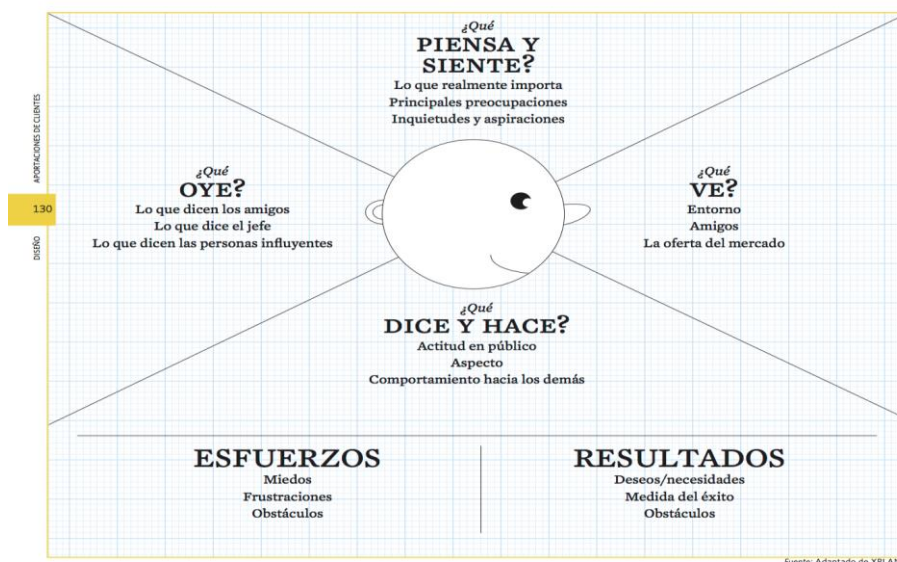 ¿Qué
PIENSA Y
SIENTE?
Lo que realmente importa
Principales preocupaciones
Inquietudes y aspiraciones
APORTACIONES DE CLIENTES
130
DISEÑO
¿Qué
OYE?
Lo que dicen los amigos
Lo que dice el jefe
Lo que dicen las personas influyentes
¿Qué
VE?
Entorno
Amigos
La oferta del mercado
¿Qué
DICE Y HACE?
Actitud en público
Aspecto
Comportamiento hacia los demás
ESFUERZOS
Miedos
Frustraciones
Obstáculos
RESULTADOS
Deseos/necesidades
Medida del éxito
Obstáculos
Fuente: Adaptado de